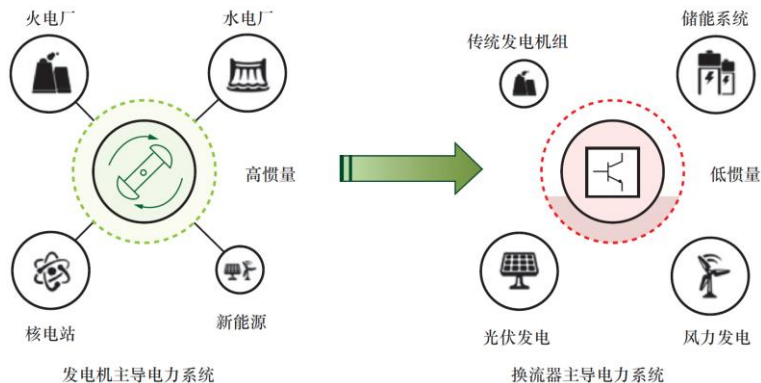 火电厂
水电厂
高惯量
核电站
新能源
发电机主导电力系统
传统发电机组
储能系统
低惯量
光伏发电
风力发电
换流器主导电力系统